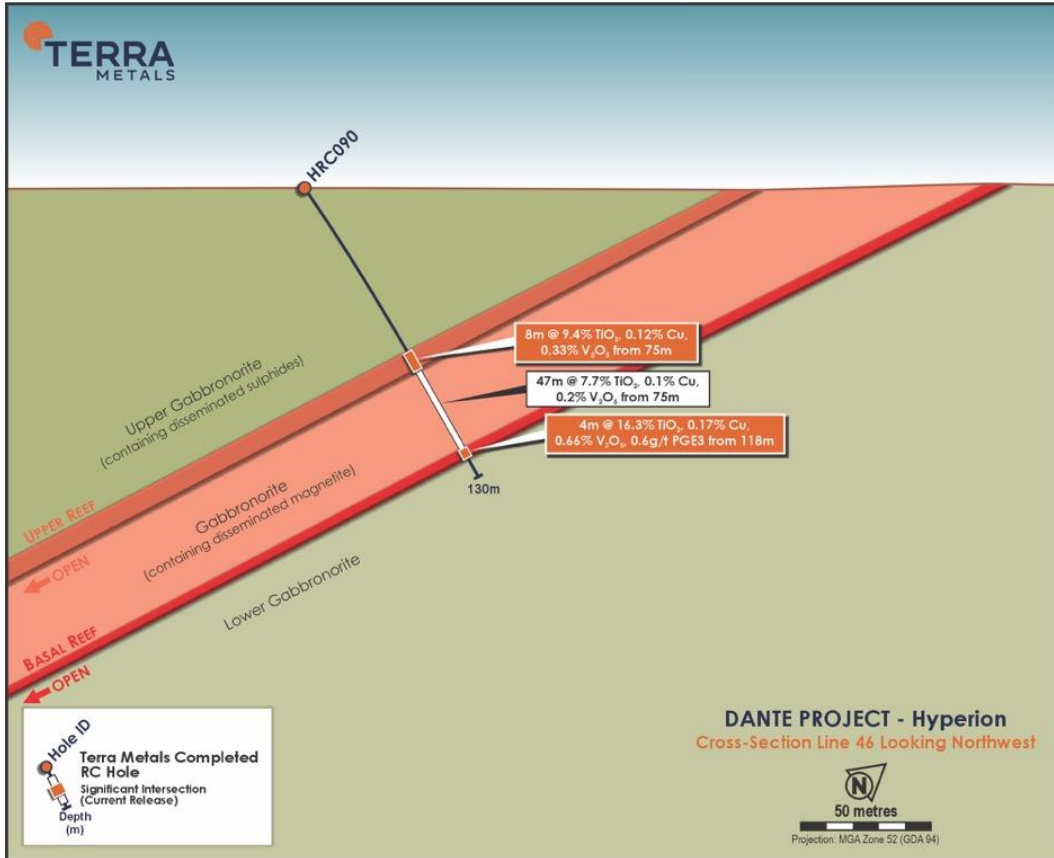 TERRA
METALS
HRC090
8m @ 9.4% TiO₂, 0.12% Cu,
0.33% V₂O₅ from 75m
47m @ 7.7% TiO₂, 0.1% Cu,
0.2% V₂O₅ from 75m
4m @ 16.3% TiO₂, 0.17% Cu,
0.66% V₂O₅, 0.6g/t PGE3 from 118m
130m
Upper Gabbronorite
(containing disseminated sulphides)
UPPER REEF
OPEN
Gabbronorite
(containing disseminated magnetite)
Lower Gabbronorite
BASAL REEF
OPEN
Hole ID
Terra Metals Completed
RC Hole
Significant Intersection
(Current Release)
Depth
(m)
DANTE PROJECT - Hyperion
Cross-Section Line 46 Looking Northwest
N
50 metres
Projection: MGA Zone 52 (GDA 94)